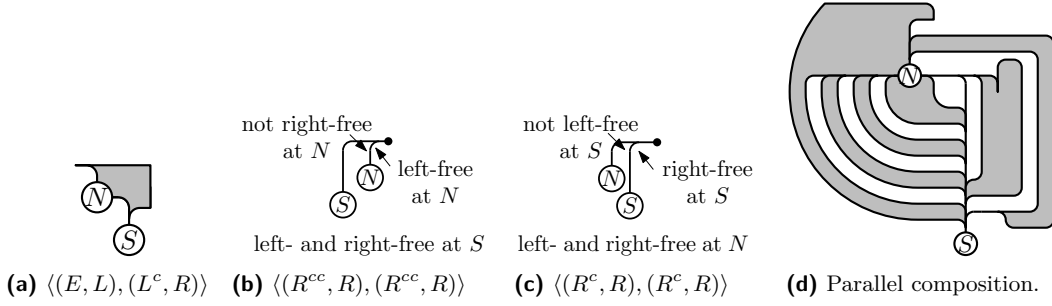 N
S
not right-free
at N
left-free
at N
N
S
left- and right-free at S
not left-free
at S
right-free
at S
N
S
left- and right-free at N
N
S
(a) ⟨(E, L), (L^c, R)⟩
(b) ⟨(R^{cc}, R), (R^{cc}, R)⟩
(c) ⟨(R^c, R), (R^c, R)⟩
(d) Parallel composition.